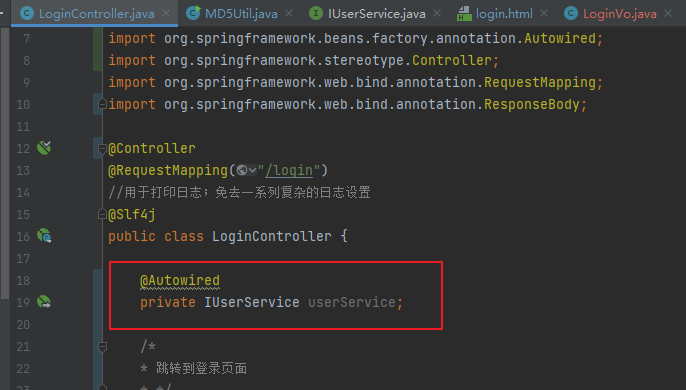 LoginController.java MD5Util.java IUserService.java login.html LoginVo.java
7 import org.springframework.beans.factory.annotation.Autowired;
8 import org.springframework.stereotype.Controller;
9 import org.springframework.web.bind.annotation.RequestMapping;
10 import org.springframework.web.bind.annotation.ResponseBody;
11
12 @Controller
13 @RequestMapping("/login")
14 //用于打印日志；免去一系列复杂的日志设置
15 @Slf4j
16 public class LoginController {
17
18 @Autowired
19 private IUserService userService;
20
21 /*
22 * 跳转到登录页面
23 * */